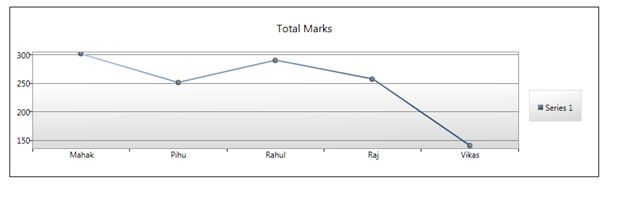 Total Marks
300
250
200
150
Mahak Pihu Rahul Raj Vikas
Series 1